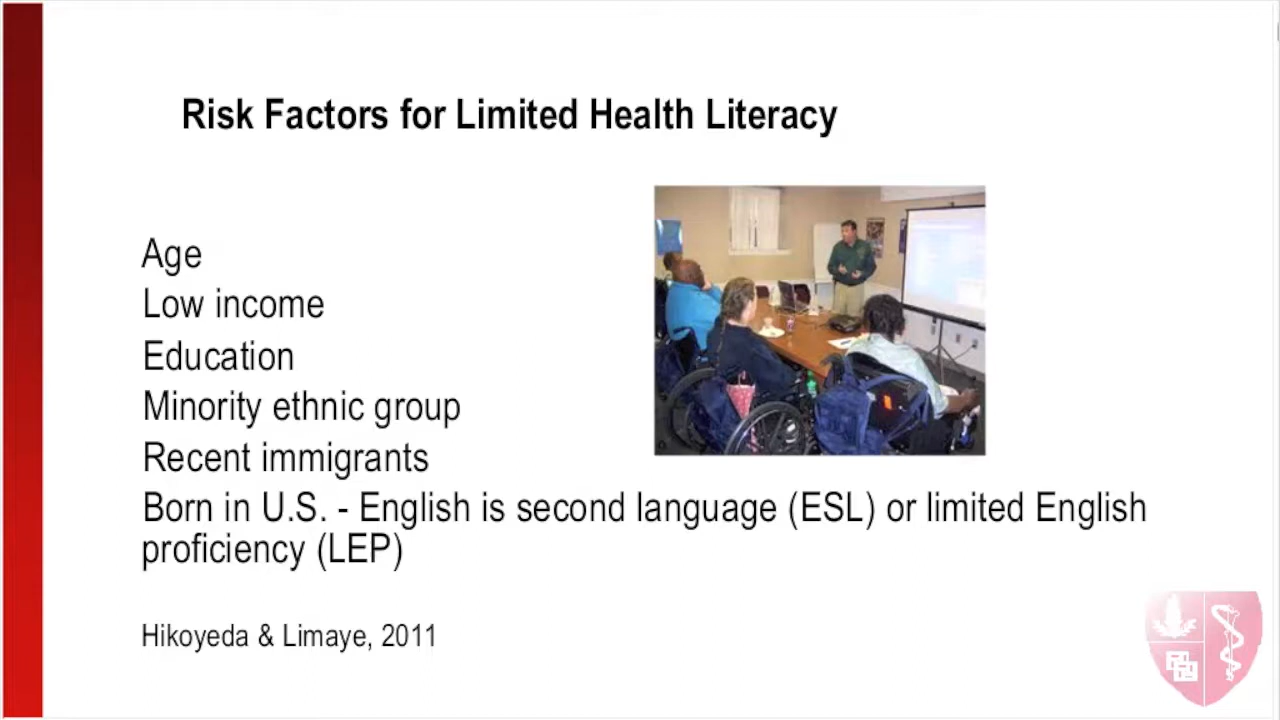 Risk Factors for Limited Health Literacy
Age
Low income
Education
Minority ethnic group
Recent immigrants
Born in U.S. - English is second language (ESL) or limited English
proficiency (LEP)
Hikoyeda & Limaye, 2011